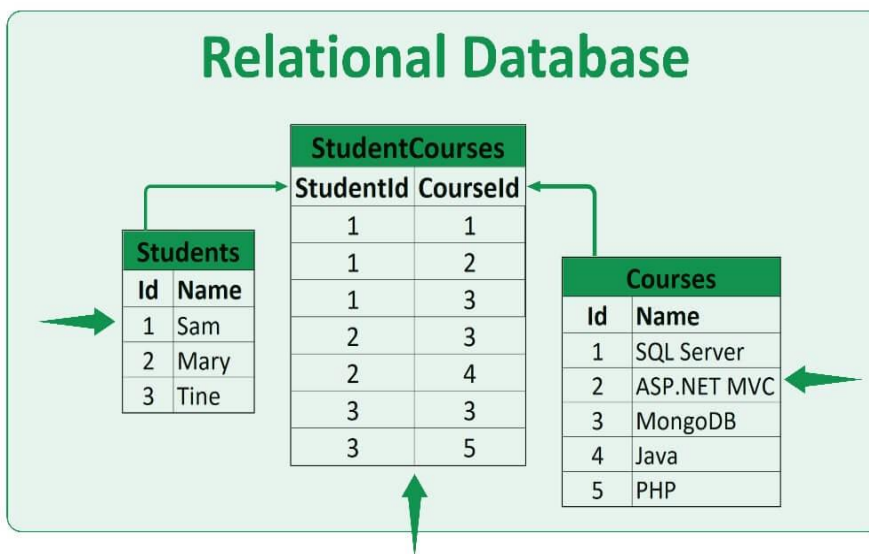 Relational Database
StudentCourses
StudentId CourseId
1 1
1 2
1 3
2 3
2 4
3 3
3 5
Students
Id Name
1 Sam
2 Mary
3 Tine
Courses
Id Name
1 SQL Server
2 ASP.NET MVC
3 MongoDB
4 Java
5 PHP